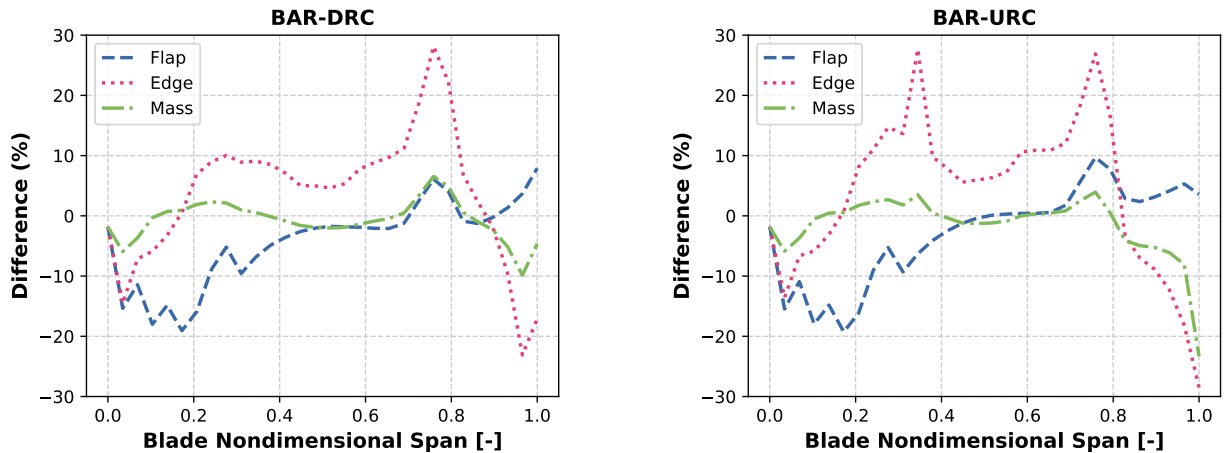 BAR-DRC
30
20
10
0
−10
−20
−30
Difference (%)
Flap
Edge
Mass
0.0 0.2 0.4 0.6 0.8 1.0
Blade Nondimensional Span [-]
BAR-URC
30
20
10
0
−10
−20
−30
Difference (%)
Flap
Edge
Mass
0.0 0.2 0.4 0.6 0.8 1.0
Blade Nondimensional Span [-]